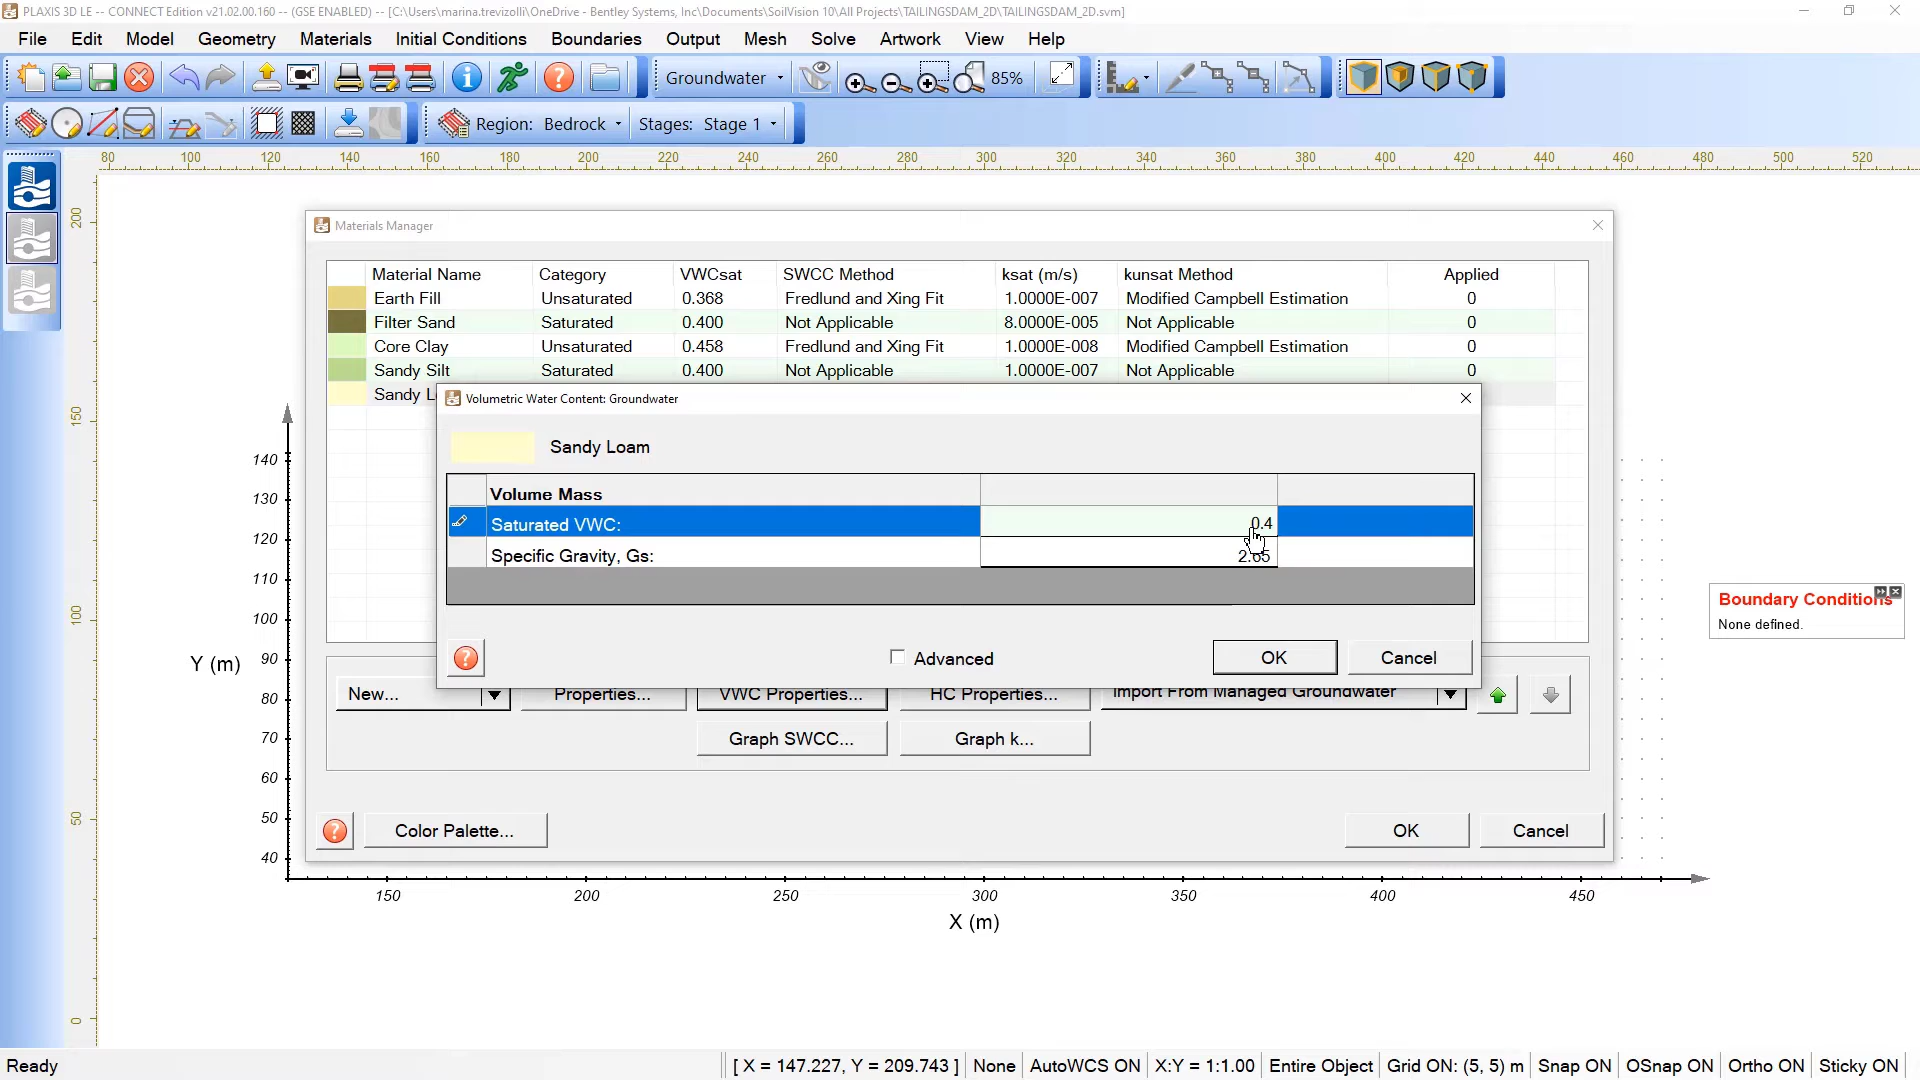 PLAXIS 3D LE -- CONNECT Edition v21.02.00.160 -- (GSE ENABLED) -- [C:\Users\marina.trevizolli\OneDrive - Bentley Systems, Inc\Documents\SoilVision 10\All Projects\TAILINGSDAM_2D\TAILINGSDAM_2D.svm]
File Edit Model Geometry Materials Initial Conditions Boundaries Output Mesh Solve Artwork View Help
Groundwater 85%
Region: Bedrock Stages: Stage 1
80 100 120 140 160 180 200 220 240 260 280 300 320 340 360 380 400 420 440 460 480 500 520
200
150
100
50
0
Materials Manager
Material Name Category VWCsat SWCC Method ksat (m/s) kunsat Method Applied
Earth Fill Unsaturated 0.368 Fredlund and Xing Fit 1.0000E-007 Modified Campbell Estimation 0
Filter Sand Saturated 0.400 Not Applicable 8.0000E-005 Not Applicable 0
Core Clay Unsaturated 0.458 Fredlund and Xing Fit 1.0000E-008 Modified Campbell Estimation 0
Sandy Silt Saturated 0.400 Not Applicable 1.0000E-007 Not Applicable 0
Sandy L
Volumetric Water Content: Groundwater
Sandy Loam
Volume Mass
Saturated VWC: 0.4
Specific Gravity, Gs: 2.65
Advanced OK Cancel
New... Properties... VWC Properties... HC Properties... Import From Managed Groundwater
Graph SWCC... Graph k...
Color Palette... OK Cancel
Boundary Conditions
None defined.
140
130
120
110
100
Y (m) 90
80
70
60
50
40
150 200 250 300 350 400 450
X (m)
Ready [ X = 147.227, Y = 209.743 ] None AutoWCS ON X:Y = 1:1.00 Entire Object Grid ON: (5, 5) m Snap ON OSnap ON Ortho ON Sticky ON